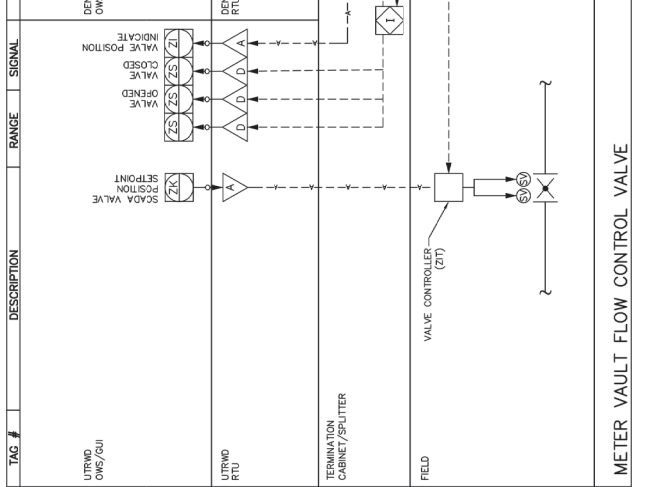 TAG #
DESCRIPTION
RANGE
SIGNAL
UTRWD
OWS/GUI
SCADA VALVE
POSITION
SETPOINT
ZK
VALVE
OPENED
VALVE
CLOSED
VALVE POSITION
INDICATE
ZS
ZS
ZS
ZI
DEN
OWS
UTRWD
RTU
A
D
D
D
A
DEN
RTU
TERMINATION
CABINET/SPLITTER
I
FIELD
VALVE CONTROLLER
(ZIT)
SV
SV
METER VAULT FLOW CONTROL VALVE